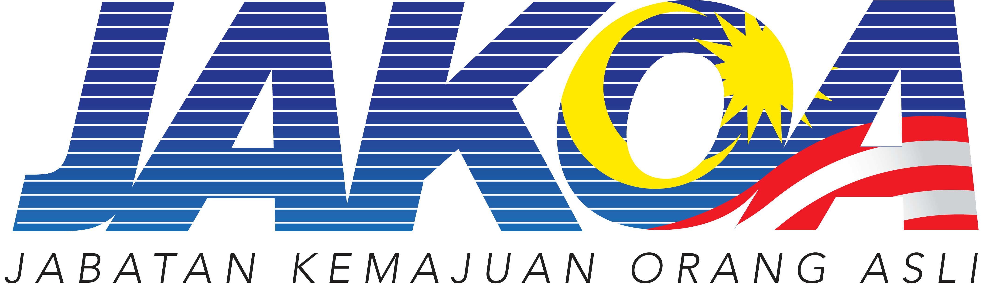 JAKOA
JABATAN KEMAJUAN ORANG ASLI